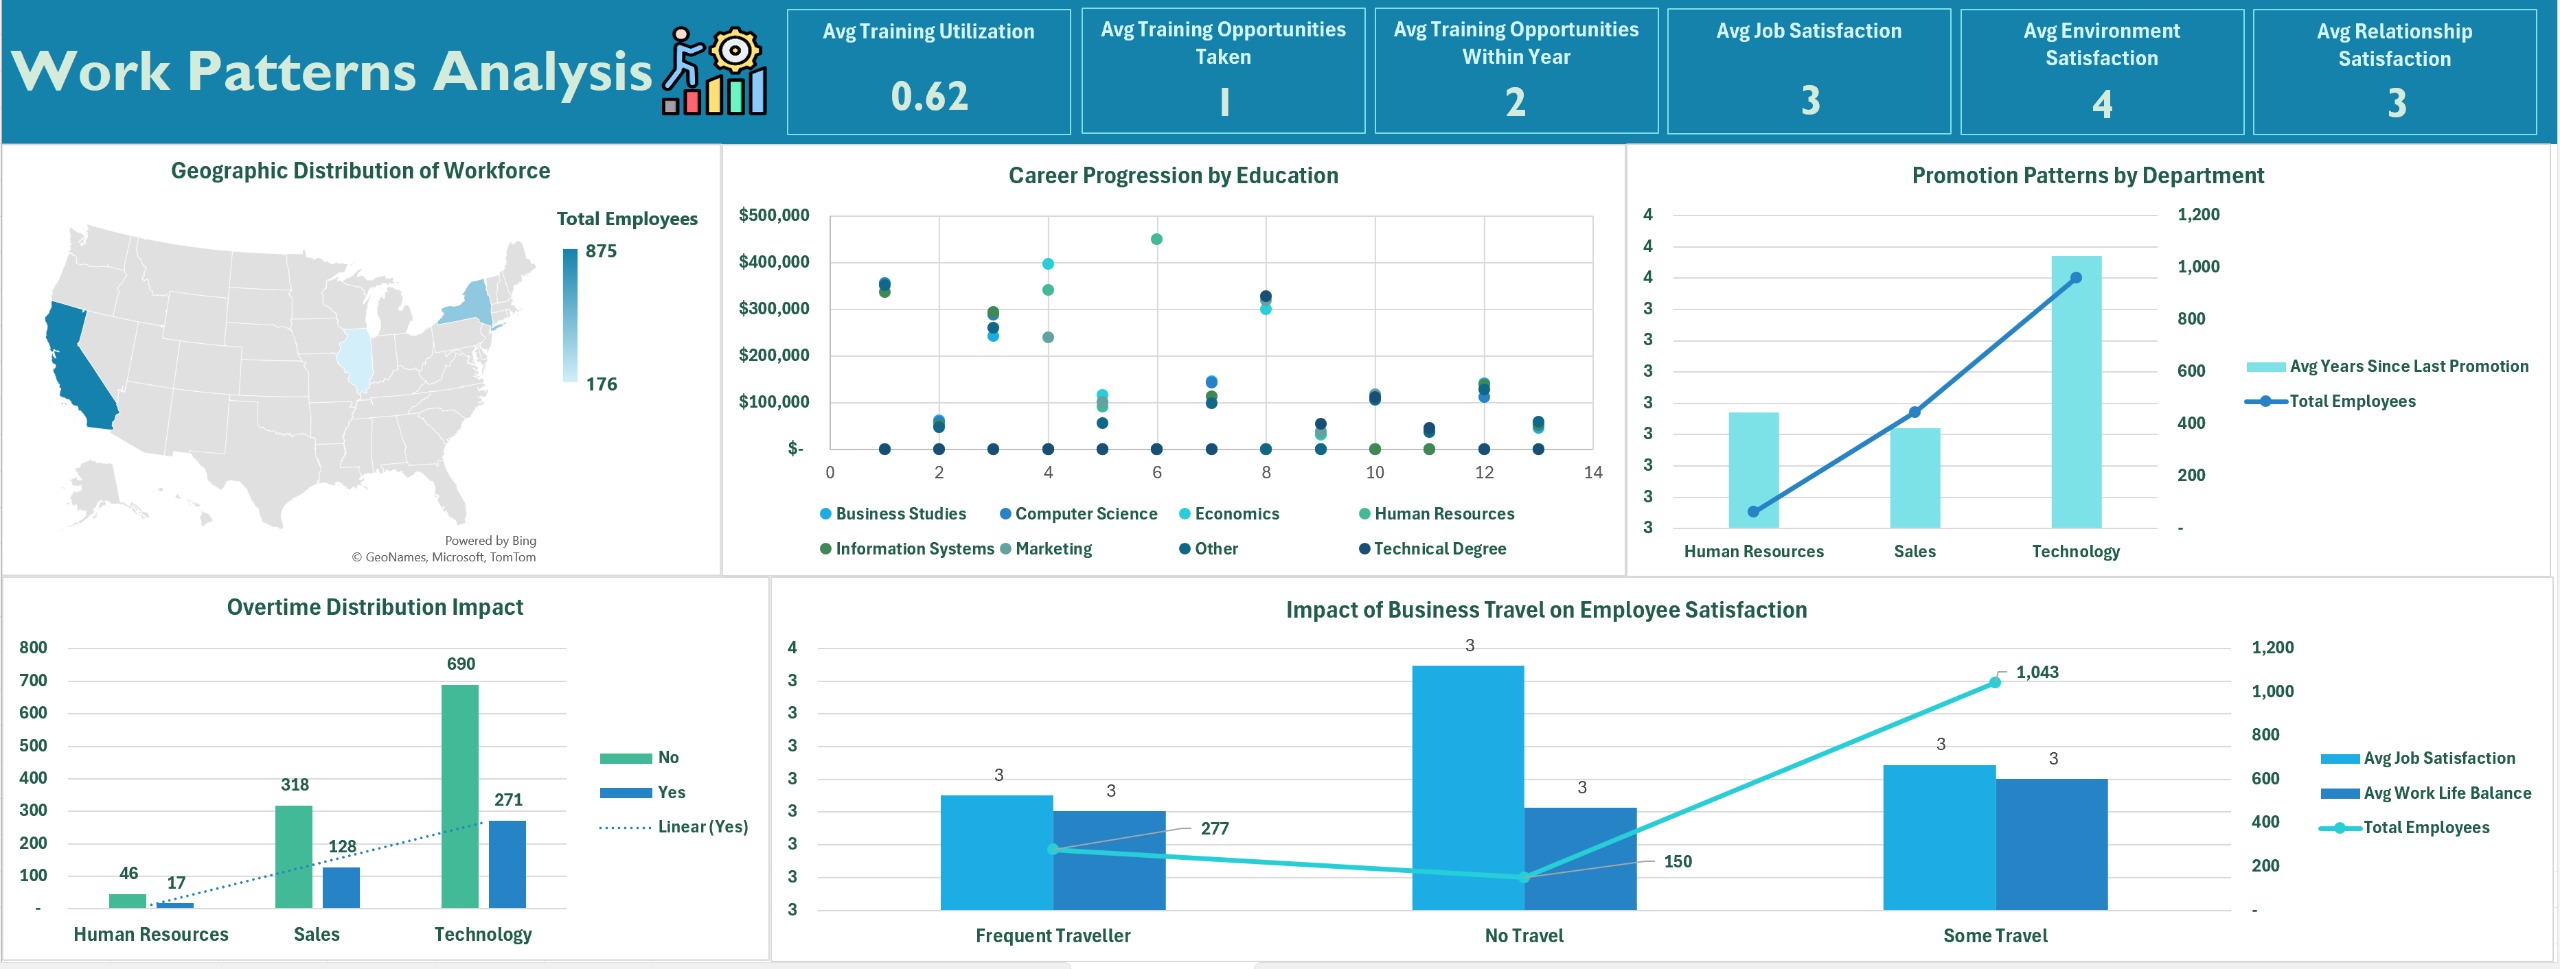 Work Patterns Analysis
Avg Training Utilization
0.62
Avg Training Opportunities
Taken
1
Avg Training Opportunities
Within Year
2
Avg Job Satisfaction
3
Avg Environment
Satisfaction
4
Avg Relationship
Satisfaction
3
Geographic Distribution of Workforce
Total Employees
875
176
Powered by Bing
© GeoNames, Microsoft, TomTom
Career Progression by Education
$500,000
$400,000
$300,000
$200,000
$100,000
$-
0 2 4 6 8 10 12 14
Business Studies Computer Science Economics Human Resources
Information Systems Marketing Other Technical Degree
Promotion Patterns by Department
4
4
4
3
3
3
3
3
3
3
3
1,200
1,000
800
600
400
200
-
Human Resources Sales Technology
Avg Years Since Last Promotion
Total Employees
Overtime Distribution Impact
800
700
600
500
400
300
200
100
-
46
17
318
128
690
271
Human Resources Sales Technology
No
Yes
Linear (Yes)
Impact of Business Travel on Employee Satisfaction
4
3
3
3
3
3
3
3
3
3
3
277
3
3
150
3
3
1,043
1,200
1,000
800
600
400
200
-
Frequent Traveller No Travel Some Travel
Avg Job Satisfaction
Avg Work Life Balance
Total Employees